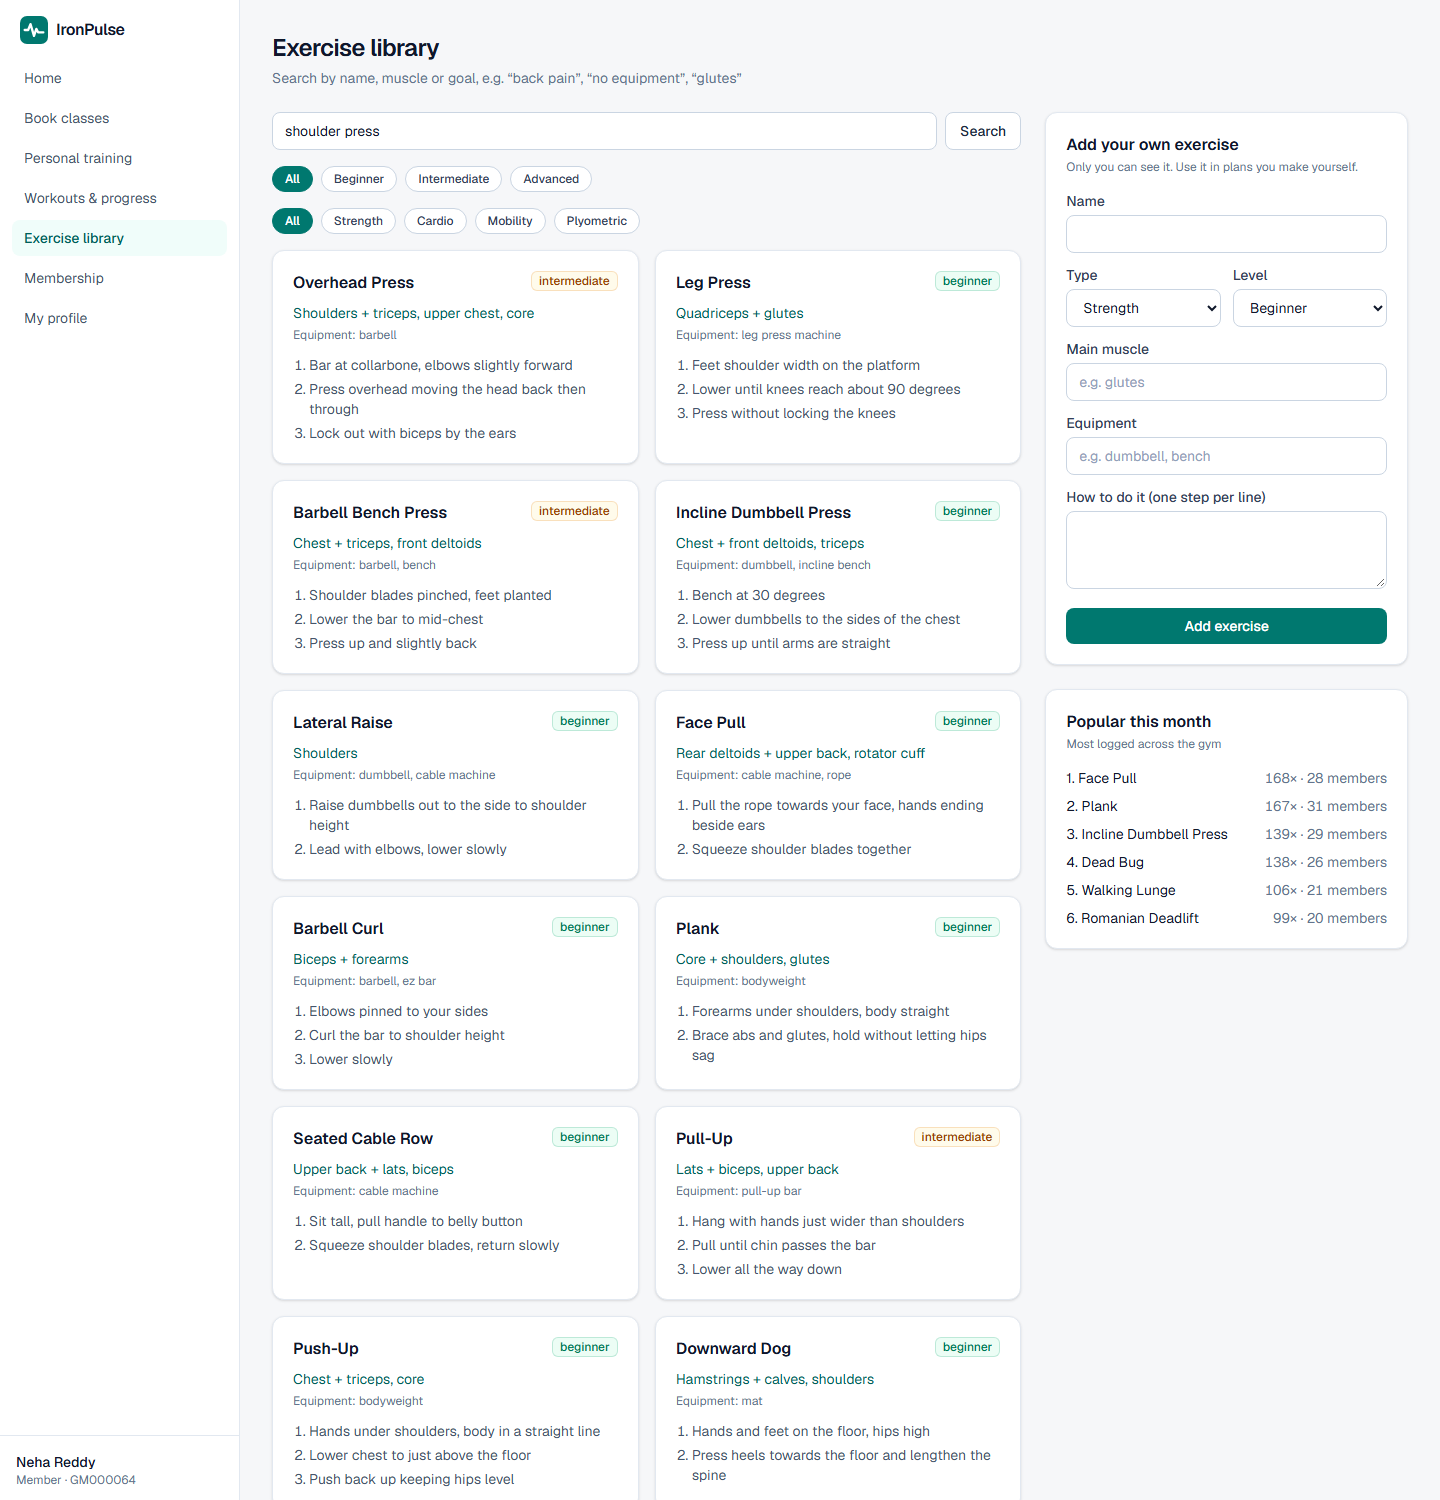 IronPulse
Home
Book classes
Personal training
Workouts & progress
Exercise library
Membership
My profile
Neha Reddy
Member · GM000064
Exercise library
Search by name, muscle or goal, e.g. “back pain”, “no equipment”, “glutes”
shoulder press
Search
All
Beginner
Intermediate
Advanced
All
Strength
Cardio
Mobility
Plyometric
Overhead Press
intermediate
Shoulders + triceps, upper chest, core
Equipment: barbell
1. Bar at collarbone, elbows slightly forward
2. Press overhead moving the head back then
through
3. Lock out with biceps by the ears
Leg Press
beginner
Quadriceps + glutes
Equipment: leg press machine
1. Feet shoulder width on the platform
2. Lower until knees reach about 90 degrees
3. Press without locking the knees
Barbell Bench Press
intermediate
Chest + triceps, front deltoids
Equipment: barbell, bench
1. Shoulder blades pinched, feet planted
2. Lower the bar to mid-chest
3. Press up and slightly back
Incline Dumbbell Press
beginner
Chest + front deltoids, triceps
Equipment: dumbbell, incline bench
1. Bench at 30 degrees
2. Lower dumbbells to the sides of the chest
3. Press up until arms are straight
Lateral Raise
beginner
Shoulders
Equipment: dumbbell, cable machine
1. Raise dumbbells out to the side to shoulder
height
2. Lead with elbows, lower slowly
Face Pull
beginner
Rear deltoids + upper back, rotator cuff
Equipment: cable machine, rope
1. Pull the rope towards your face, hands ending
beside ears
2. Squeeze shoulder blades together
Barbell Curl
beginner
Biceps + forearms
Equipment: barbell, ez bar
1. Elbows pinned to your sides
2. Curl the bar to shoulder height
3. Lower slowly
Plank
beginner
Core + shoulders, glutes
Equipment: bodyweight
1. Forearms under shoulders, body straight
2. Brace abs and glutes, hold without letting hips
sag
Seated Cable Row
beginner
Upper back + lats, biceps
Equipment: cable machine
1. Sit tall, pull handle to belly button
2. Squeeze shoulder blades, return slowly
Pull-Up
intermediate
Lats + biceps, upper back
Equipment: pull-up bar
1. Hang with hands just wider than shoulders
2. Pull until chin passes the bar
3. Lower all the way down
Push-Up
beginner
Chest + triceps, core
Equipment: bodyweight
1. Hands under shoulders, body in a straight line
2. Lower chest to just above the floor
3. Push back up keeping hips level
Downward Dog
beginner
Hamstrings + calves, shoulders
Equipment: mat
1. Hands and feet on the floor, hips high
2. Press heels towards the floor and lengthen the
spine
Add your own exercise
Only you can see it. Use it in plans you make yourself.
Name
Type
Level
Strength
Beginner
Main muscle
e.g. glutes
Equipment
e.g. dumbbell, bench
How to do it (one step per line)
Add exercise
Popular this month
Most logged across the gym
1. Face Pull 168× · 28 members
2. Plank 167× · 31 members
3. Incline Dumbbell Press 139× · 29 members
4. Dead Bug 138× · 26 members
5. Walking Lunge 106× · 21 members
6. Romanian Deadlift 99× · 20 members